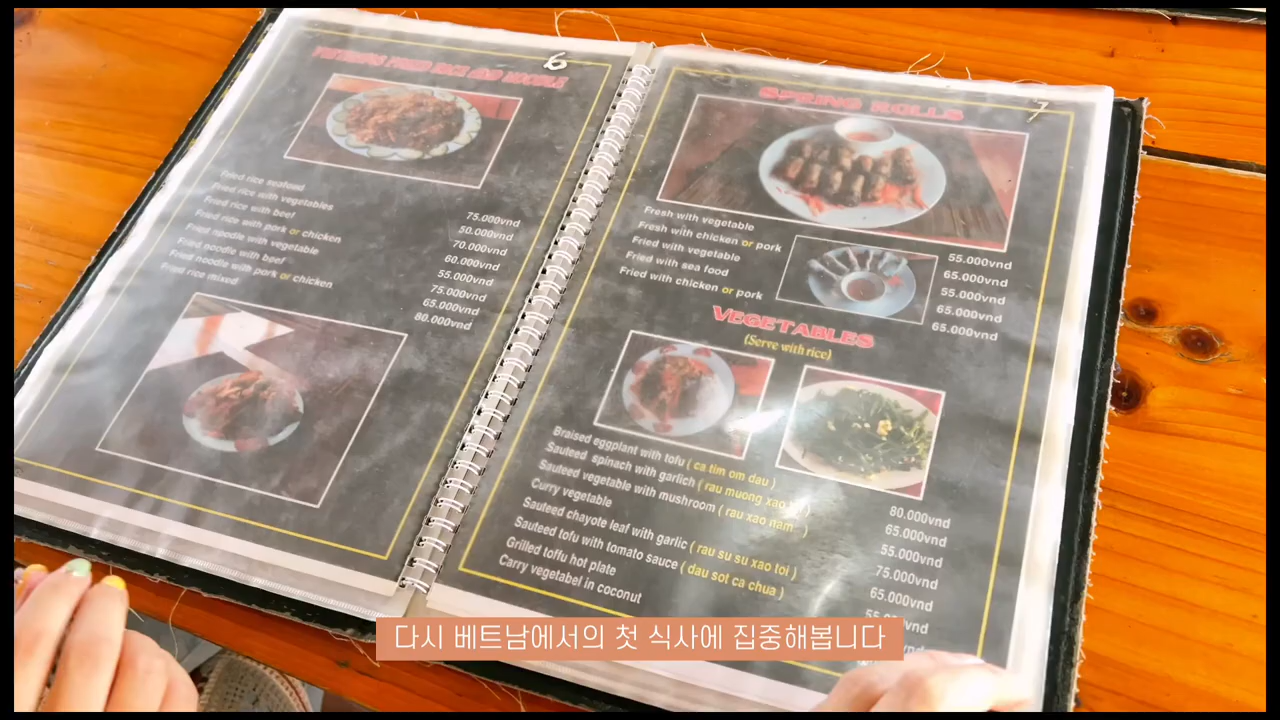 6
FRIED RICE AND NOODLE
Fried rice seafood
Fried rice with vegetables
Fried rice with beef
Fried rice with pork or chicken
Fried noodle with vegetable
Fried noodle with beef
Fried noodle with pork or chicken
Fried rice mixed
75.000vnd
50.000vnd
70.000vnd
60.000vnd
55.000vnd
75.000vnd
65.000vnd
80.000vnd
7
SPRING ROLLS
Fresh with vegetable
Fresh with chicken or pork
Fried with vegetable
Fried with sea food
Fried with chicken or pork
55.000vnd
65.000vnd
55.000vnd
65.000vnd
65.000vnd
VEGETABLES
(Serve with rice)
Braised eggplant with tofu ( ca tim om dau )
Sauteed spinach with garlich ( rau muong xao
Sauteed vegetable with mushroom ( rau xao nam )
Curry vegetable
Sauteed chayote leaf with garlic ( rau su su xao toi )
Sauteed tofu with tomato sauce ( dau sot ca chua )
Grilled toffu hot plate
Carry vegetabel in coconut
80.000vnd
65.000vnd
55.000vnd
75.000vnd
65.000vnd
다시 베트남에서의 첫 식사에 집중해봅니다